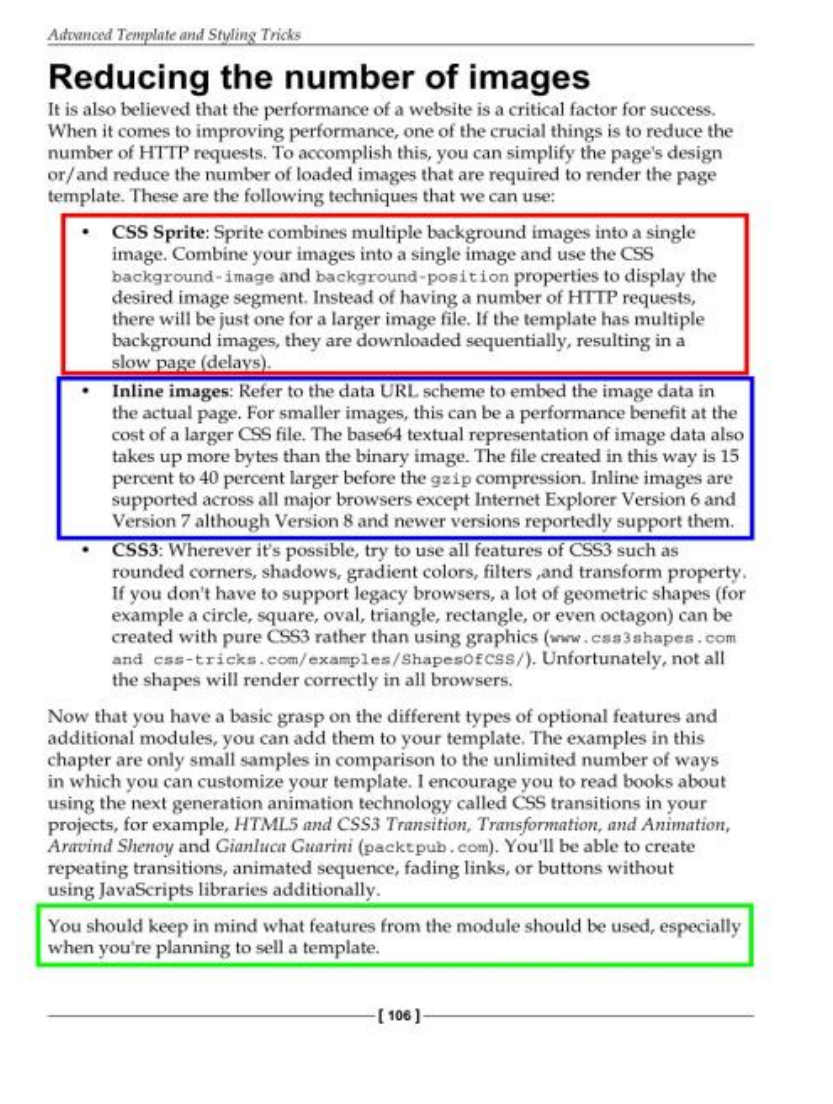 Advanced Template and Styling Tricks
Reducing the number of images
It is also believed that the performance of a website is a critical factor for success.
When it comes to improving performance, one of the crucial things is to reduce the
number of HTTP requests. To accomplish this, you can simplify the page's design
or/and reduce the number of loaded images that are required to render the page
template. These are the following techniques that we can use:
• CSS Sprite: Sprite combines multiple background images into a single
image. Combine your images into a single image and use the CSS
background-image and background-position properties to display the
desired image segment. Instead of having a number of HTTP requests,
there will be just one for a larger image file. If the template has multiple
background images, they are downloaded sequentially, resulting in a
slow page (delays).
• Inline images: Refer to the data URL scheme to embed the image data in
the actual page. For smaller images, this can be a performance benefit at the
cost of a larger CSS file. The base64 textual representation of image data also
takes up more bytes than the binary image. The file created in this way is 15
percent to 40 percent larger before the gzip compression. Inline images are
supported across all major browsers except Internet Explorer Version 6 and
Version 7 although Version 8 and newer versions reportedly support them.
• CSS3: Wherever it's possible, try to use all features of CSS3 such as
rounded corners, shadows, gradient colors, filters ,and transform property.
If you don't have to support legacy browsers, a lot of geometric shapes (for
example a circle, square, oval, triangle, rectangle, or even octagon) can be
created with pure CSS3 rather than using graphics (www.css3shapes.com
and css-tricks.com/examples/ShapesOfCSS/). Unfortunately, not all
the shapes will render correctly in all browsers.
Now that you have a basic grasp on the different types of optional features and
additional modules, you can add them to your template. The examples in this
chapter are only small samples in comparison to the unlimited number of ways
in which you can customize your template. I encourage you to read books about
using the next generation animation technology called CSS transitions in your
projects, for example, HTML5 and CSS3 Transition, Transformation, and Animation,
Aravind Shenoy and Gianluca Guarini (packtpub.com). You'll be able to create
repeating transitions, animated sequence, fading links, or buttons without
using JavaScripts libraries additionally.
You should keep in mind what features from the module should be used, especially
when you're planning to sell a template.
[ 106 ]